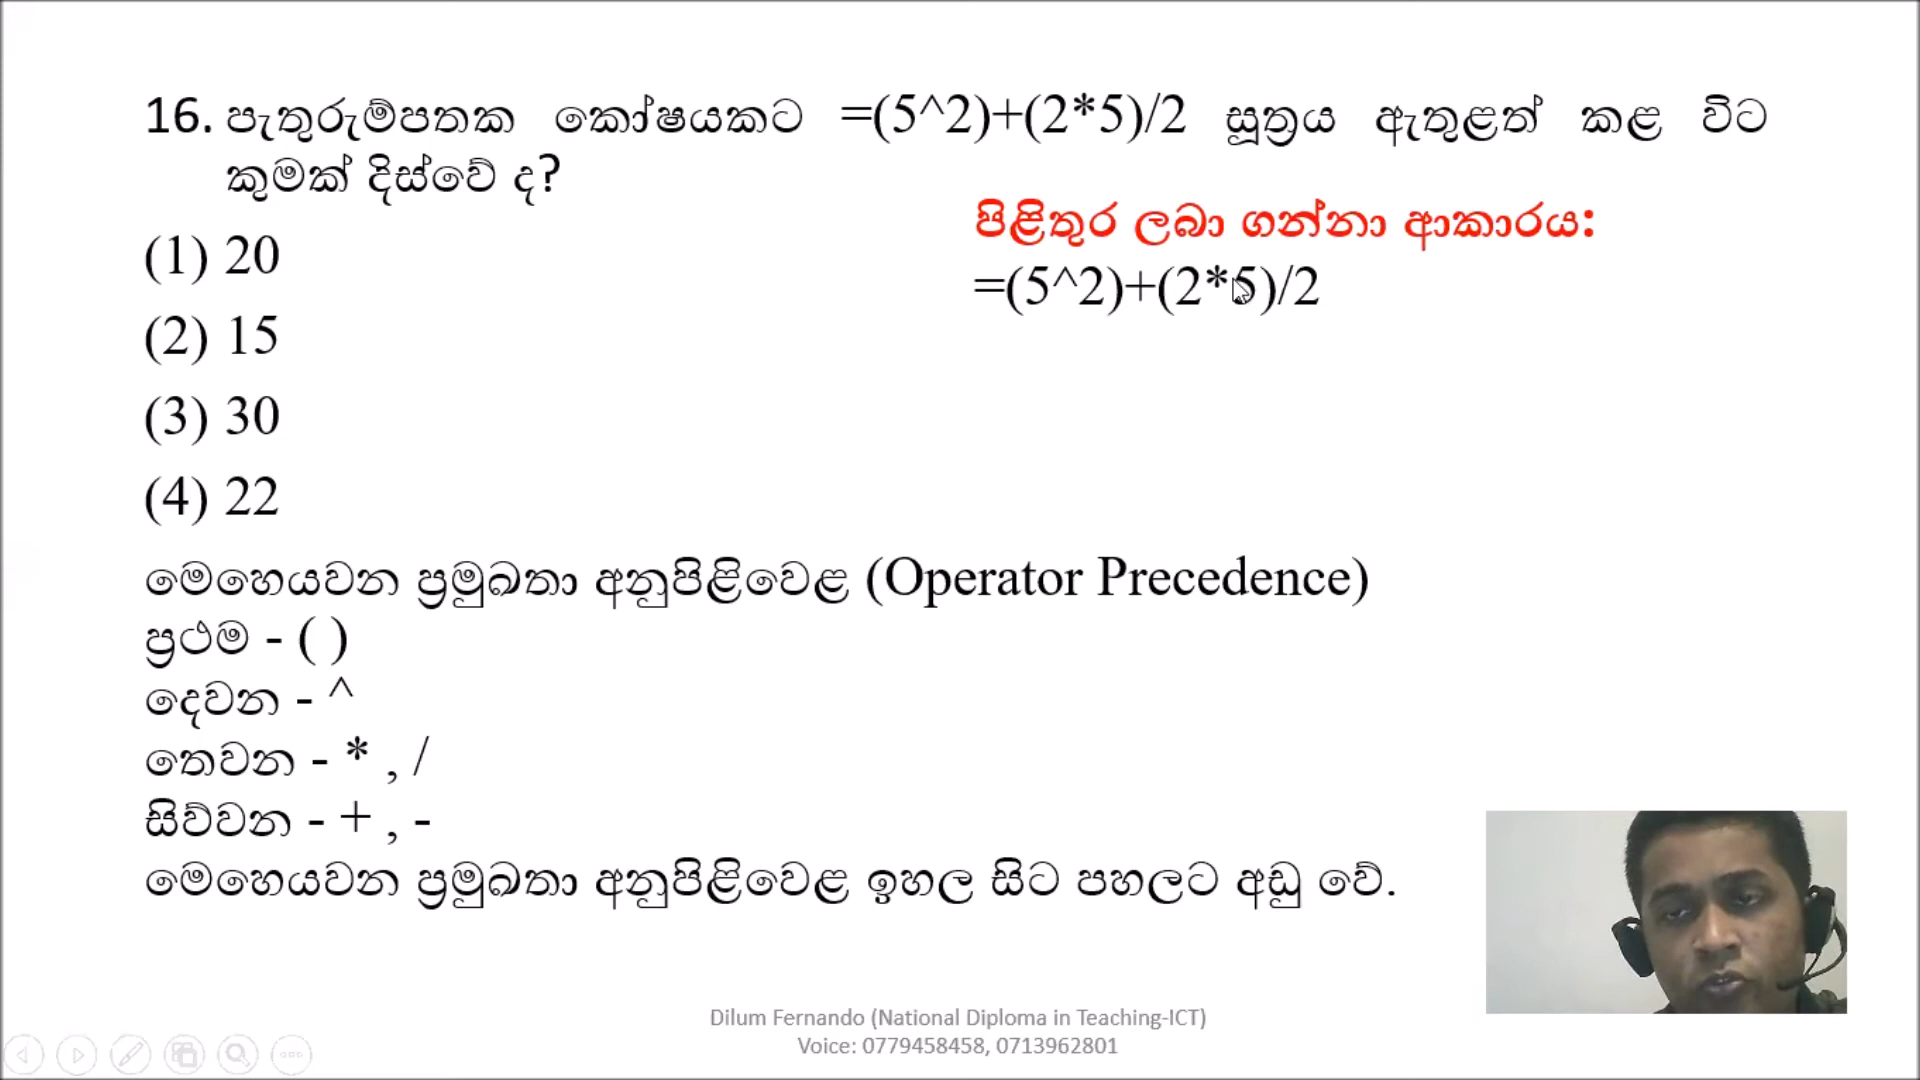 16. පැතුරුම්පතක කෝෂයකට =(5^2)+(2*5)/2 සූත්‍රය ඇතුළත් කළ විට
කුමක් දිස්වේ ද?
(1) 20
(2) 15
(3) 30
(4) 22
පිළිතුර ලබා ගන්නා ආකාරය:
=(5^2)+(2*5)/2
මෙහෙයවන ප්‍රමුඛතා අනුපිළිවෙළ (Operator Precedence)
ප්‍රථම - ( )
දෙවන - ^
තෙවන - * , /
සිව්වන - + , -
මෙහෙයවන ප්‍රමුඛතා අනුපිළිවෙළ ඉහල සිට පහලට අඩු වේ.
Dilum Fernando (National Diploma in Teaching-ICT)
Voice: 0779458458, 0713962801